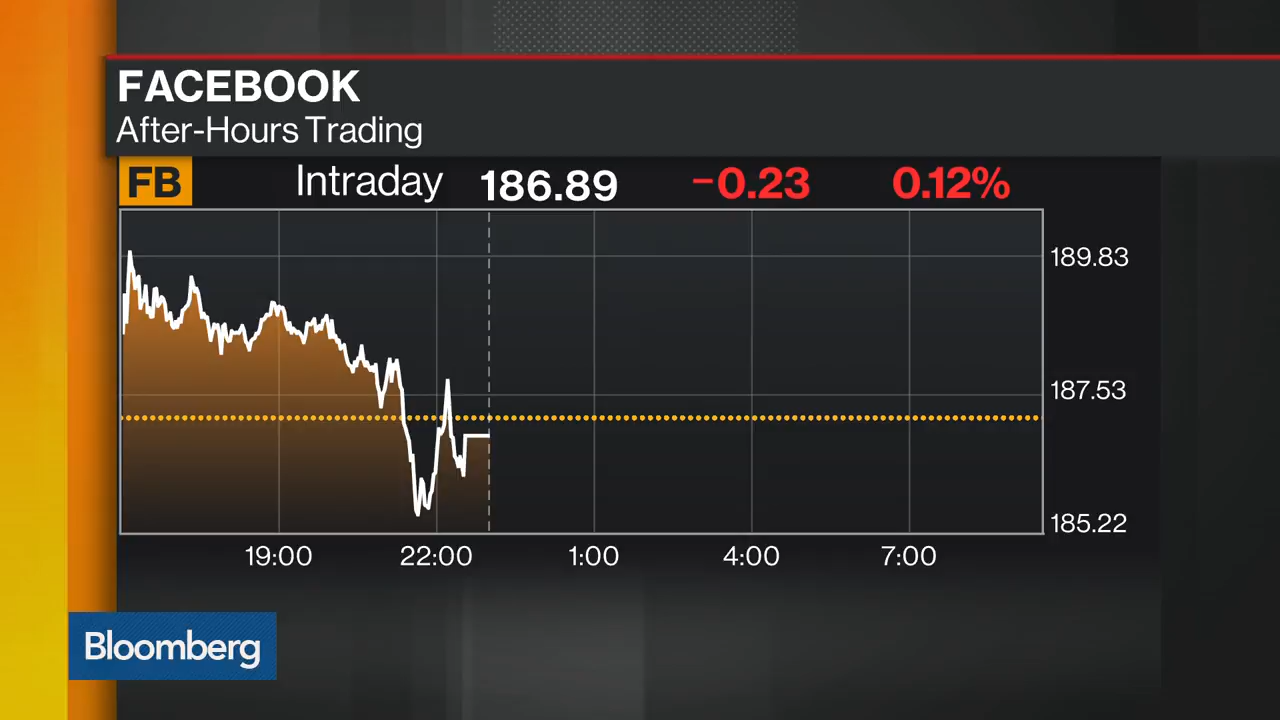 FACEBOOK
After-Hours Trading
FB Intraday 186.89 −0.23 0.12%
189.83
187.53
185.22
19:00 22:00 1:00 4:00 7:00
Bloomberg